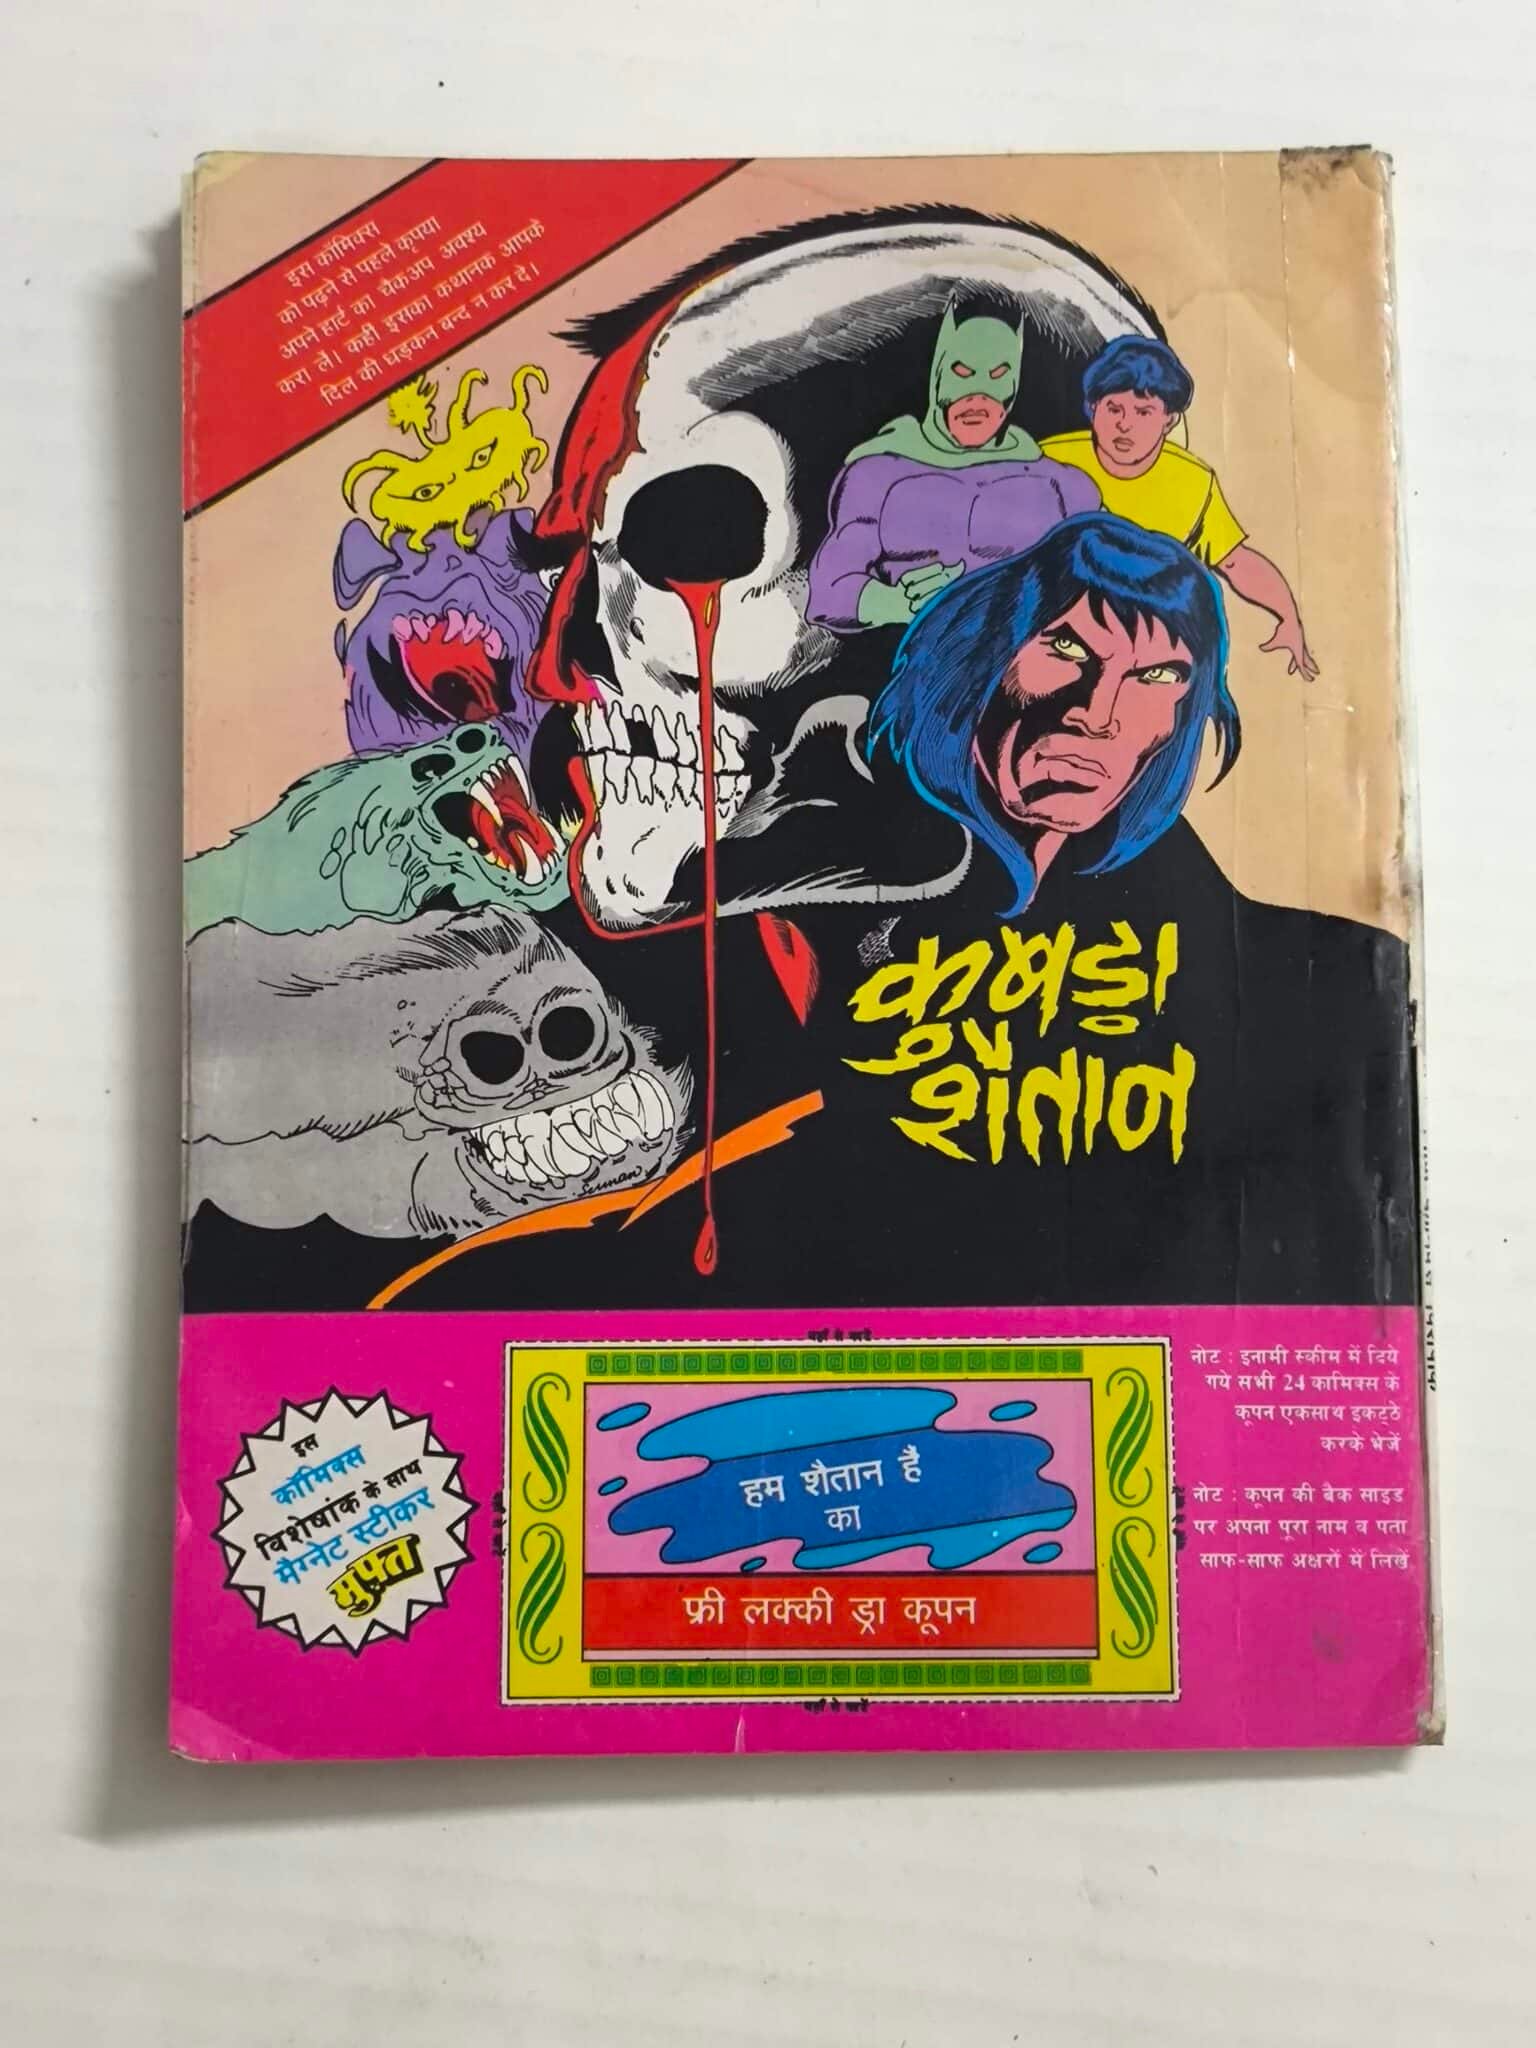 इस कॉमिक्स
को पढ़ने से पहले कृपया
अपने हार्ट का चैकअप अवश्य
करा लें। कहीं इसका कथानक आपके
दिल की धड़कन बन्द न कर दे।
कुबड़ा
शैतान
यहाँ से काटें
इस
कॉमिक्स
विशेषांक के साथ
मैग्नेट स्टीकर
मुफ्त
हम शैतान हैं
का
फ्री लक्की ड्रा कूपन
यहाँ से काटें
नोट : इनामी स्कीम में दिये
गये सभी 24 कामिक्स के
कूपन एकसाथ इकट्ठे
करके भेजें
नोट : कूपन की बैक साइड
पर अपना पूरा नाम व पता
साफ-साफ अक्षरों में लिखें